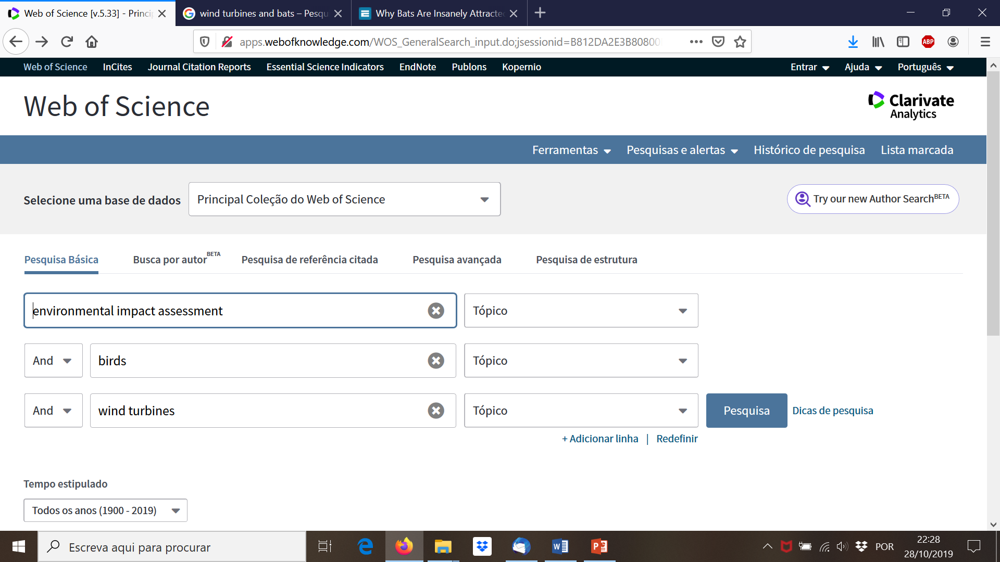 Web of Science [v.5.33] - Princi
wind turbines and bats – Pesqu
Why Bats Are Insanely Attracte
apps.webofknowledge.com/WOS_GeneralSearch_input.do;jsessionid=B812DA2E3B80800
ABP
Web of Science InCites Journal Citation Reports Essential Science Indicators EndNote Publons Kopernio Entrar Ajuda Português
Web of Science
Clarivate
Analytics
Ferramentas Pesquisas e alertas Histórico de pesquisa Lista marcada
Selecione uma base de dados Principal Coleção do Web of Science Try our new Author Search BETA
Pesquisa Básica Busca por autor BETA Pesquisa de referência citada Pesquisa avançada Pesquisa de estrutura
environmental impact assessment Tópico
And birds Tópico
And wind turbines Tópico Pesquisa Dicas de pesquisa
+ Adicionar linha | Redefinir
Tempo estipulado
Todos os anos (1900 - 2019)
Escreva aqui para procurar
POR
22:28
28/10/2019